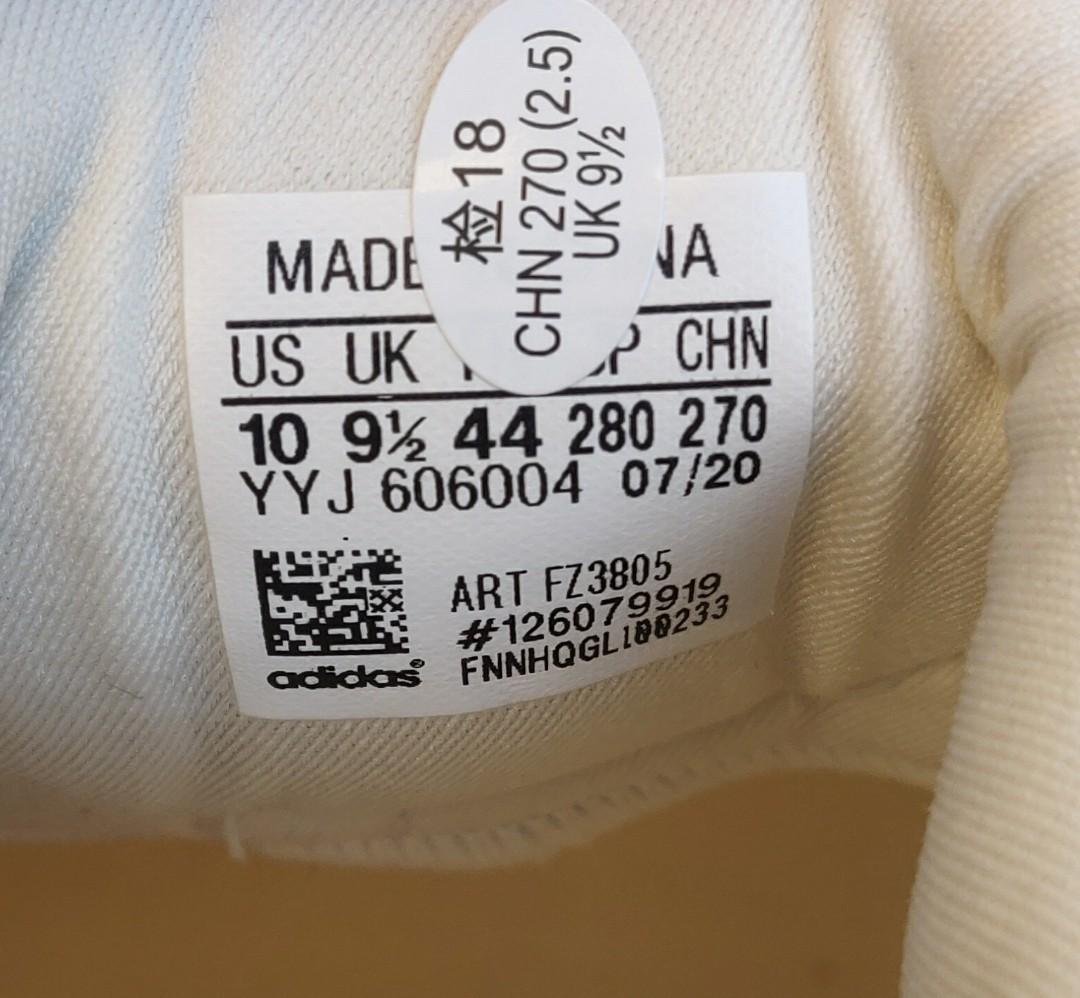 检18
CHN 270 (2.5)
UK 9½
MADE NA
US UK CHN
10 9½ 44 280 270
YYJ 606004 07/20
ART FZ3805
#126079919
FNNHQGL100233
adidas®